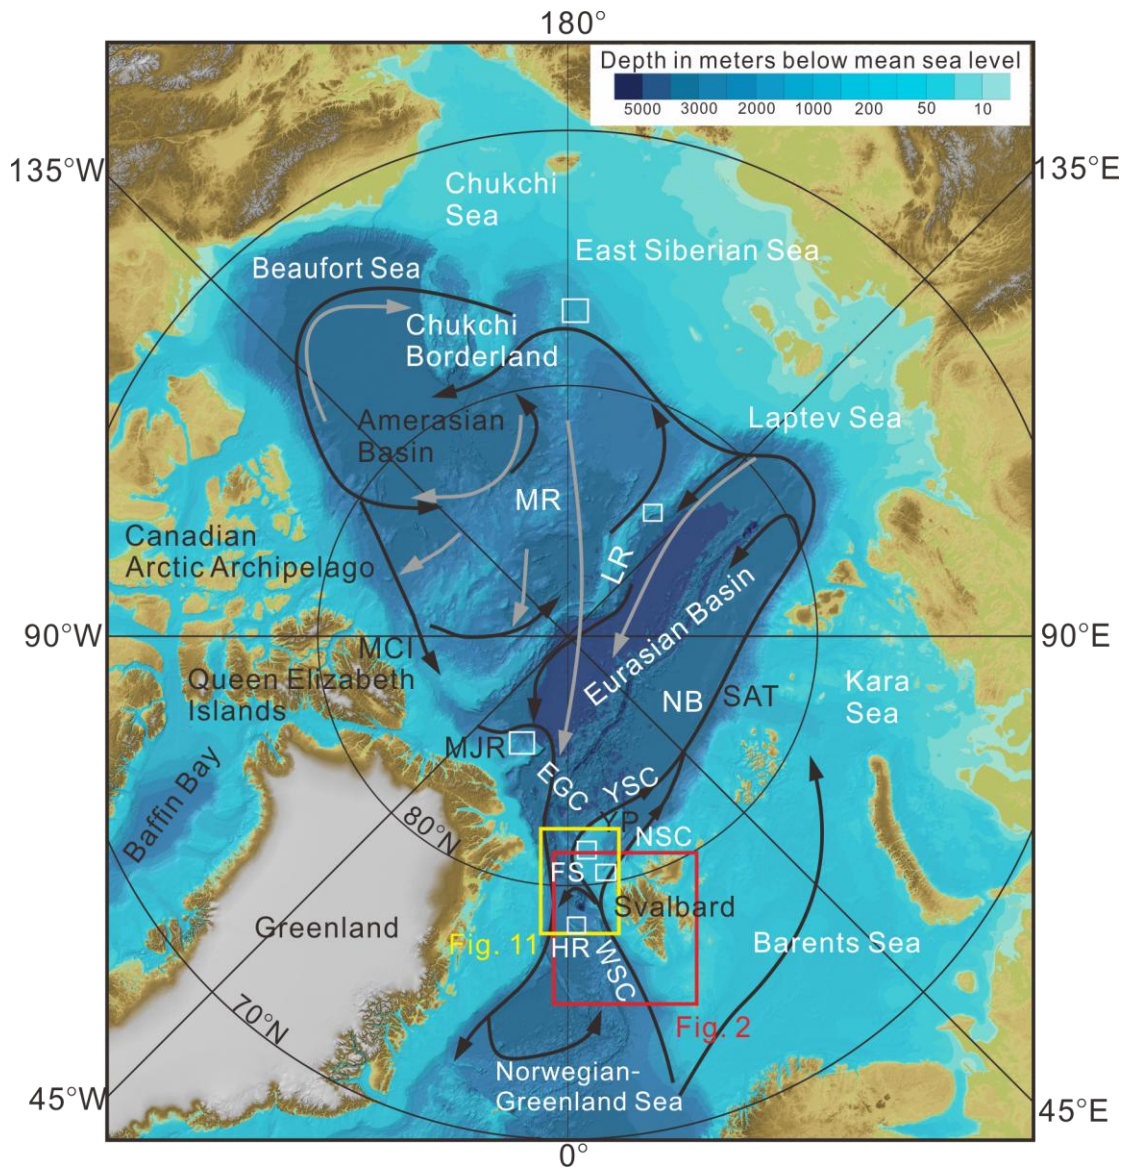 180°
Depth in meters below mean sea level
5000 3000 2000 1000 200 50 10
135°W
135°E
Chukchi
Sea
East Siberian Sea
Beaufort Sea
Chukchi
Borderland
Amerasian
Basin
Laptev Sea
MR
Canadian
Arctic Archipelago
LR
90°W
90°E
MCI
Queen Elizabeth
Islands
Eurasian Basin
NB
SAT
Kara
Sea
MJR
EGC
YSC
Baffin Bay
80°N
YP
NSC
FS
Svalbard
Greenland
Fig. 11
HR
WSC
Barents Sea
70°N
Fig. 2
Norwegian-
Greenland Sea
45°W
45°E
0°